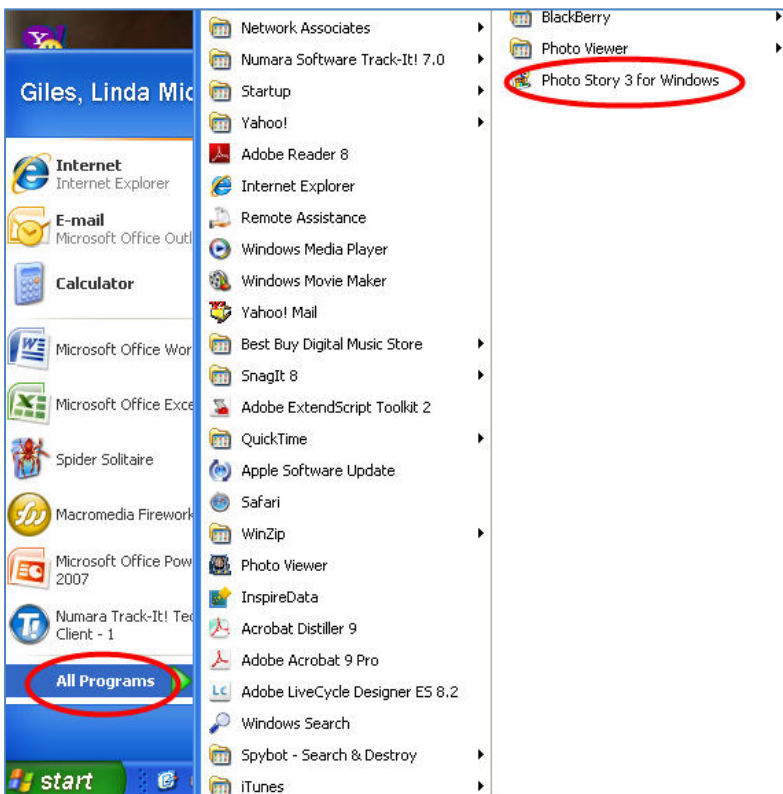 Giles, Linda Mic
Internet
Internet Explorer
E-mail
Microsoft Office Outl
Calculator
Microsoft Office Wor
Microsoft Office Exce
Spider Solitaire
Macromedia Firework
Microsoft Office Pow
2007
Numara Track-It! Tec
Client - 1
All Programs
start
Network Associates
Numara Software Track-It! 7.0
Startup
Yahoo!
Adobe Reader 8
Internet Explorer
Remote Assistance
Windows Media Player
Windows Movie Maker
Yahoo! Mail
Best Buy Digital Music Store
SnagIt 8
Adobe ExtendScript Toolkit 2
QuickTime
Apple Software Update
Safari
WinZip
Photo Viewer
InspireData
Acrobat Distiller 9
Adobe Acrobat 9 Pro
LC Adobe LiveCycle Designer ES 8.2
Windows Search
Spybot - Search & Destroy
iTunes
BlackBerry
Photo Viewer
Photo Story 3 for Windows